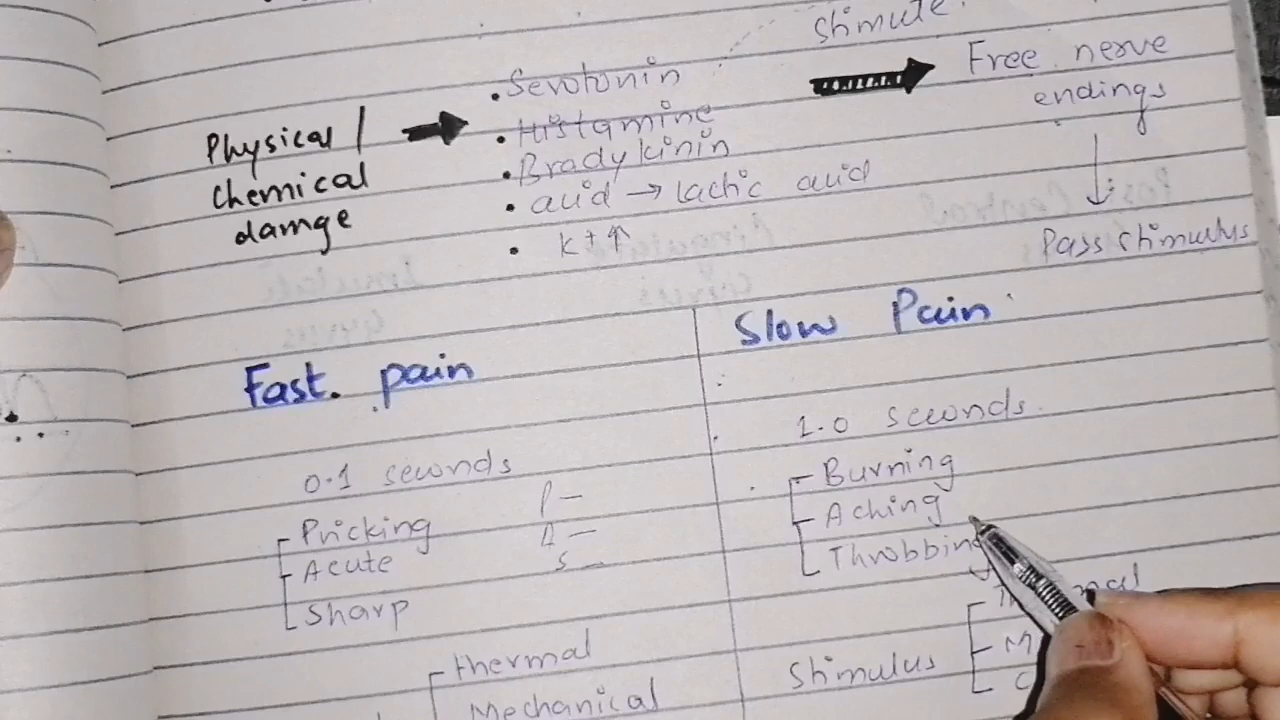 Stimute
• Serotonin
Free nerve
endings
• Histamine
Physical /
chemical
damge
• Bradykinin
• acid → lactic acid
• K+ ↑
Pass stimulus
Fast. pain
Slow Pain
0.1 seconds
1.0 seconds
Pricking
Acute
Sharp
P –
A –
S –
Burning
Aching
Throbbing
thermal
Mechanical
Stimulus